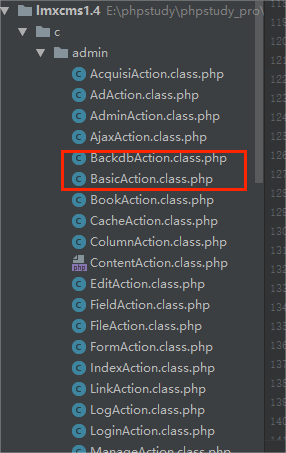 lmxcms1.4 E:\phpstudy\phpstudy_pro\
c
admin
AcquisiAction.class.php
AdAction.class.php
AdminAction.class.php
AjaxAction.class.php
BackdbAction.class.php
BasicAction.class.php
BookAction.class.php
CacheAction.class.php
ColumnAction.class.php
ContentAction.class.php
EditAction.class.php
FieldAction.class.php
FileAction.class.php
FormAction.class.php
IndexAction.class.php
LinkAction.class.php
LogAction.class.php
LoginAction.class.php
ManageAction.class.php